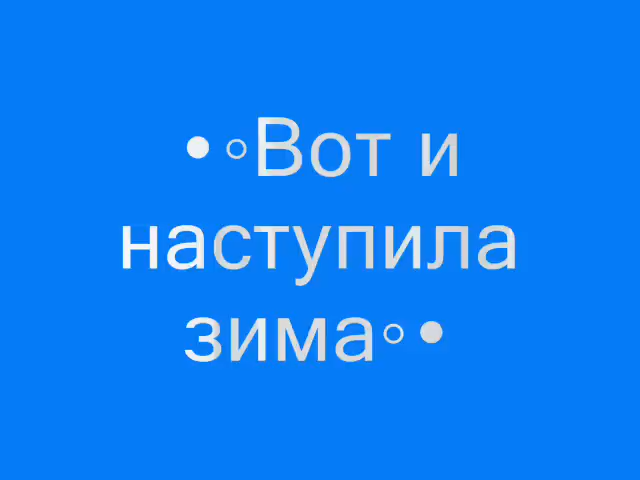 •◦Вот и
наступила
зима◦•